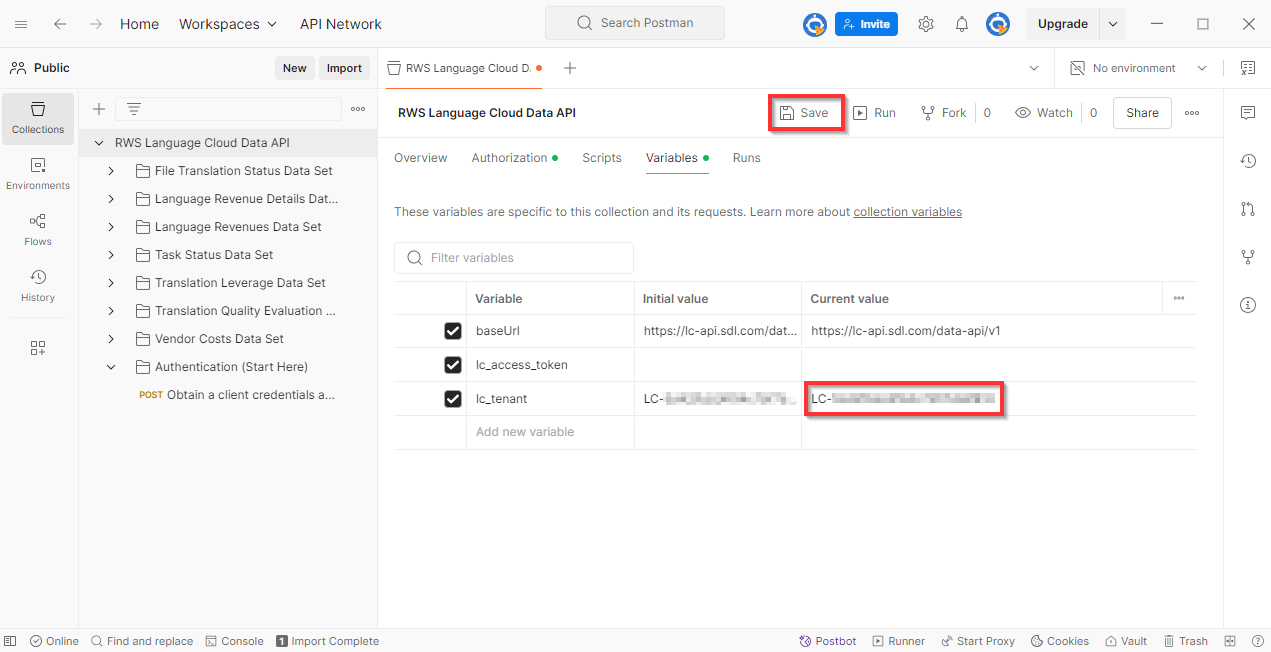 Home Workspaces API Network Search Postman Invite Upgrade
Public New Import RWS Language Cloud D. No environment
RWS Language Cloud Data API Save Run Fork 0 Watch 0 Share
Collections
Environments
Flows
History
RWS Language Cloud Data API
File Translation Status Data Set
Language Revenue Details Dat...
Language Revenues Data Set
Task Status Data Set
Translation Leverage Data Set
Translation Quality Evaluation ...
Vendor Costs Data Set
Authentication (Start Here)
POST Obtain a client credentials a...
Overview Authorization Scripts Variables Runs
These variables are specific to this collection and its requests. Learn more about collection variables
Filter variables
Variable Initial value Current value
baseUrl https://lc-api.sdl.com/dat... https://lc-api.sdl.com/data-api/v1
lc_access_token
lc_tenant LC- LC-
Add new variable
Online Find and replace Console 1 Import Complete Postbot Runner Start Proxy Cookies Vault Trash